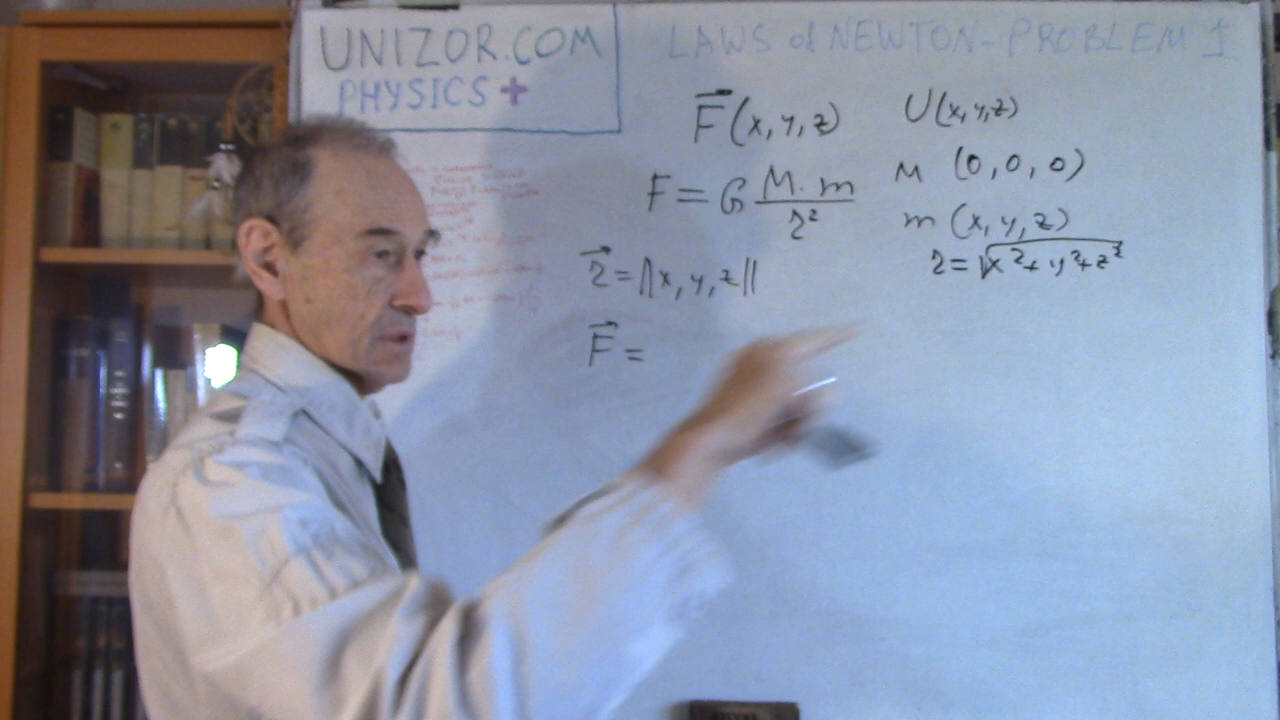 UNIZOR.COM
PHYSICS +
LAWS of NEWTON - PROBLEM 1
F⃗ (x, y, z)
U(x, y, z)
F = G M · m / r²
M (0, 0, 0)
m (x, y, z)
r = √x² + y² + z²
r⃗ = ||x, y, z||
F⃗ =